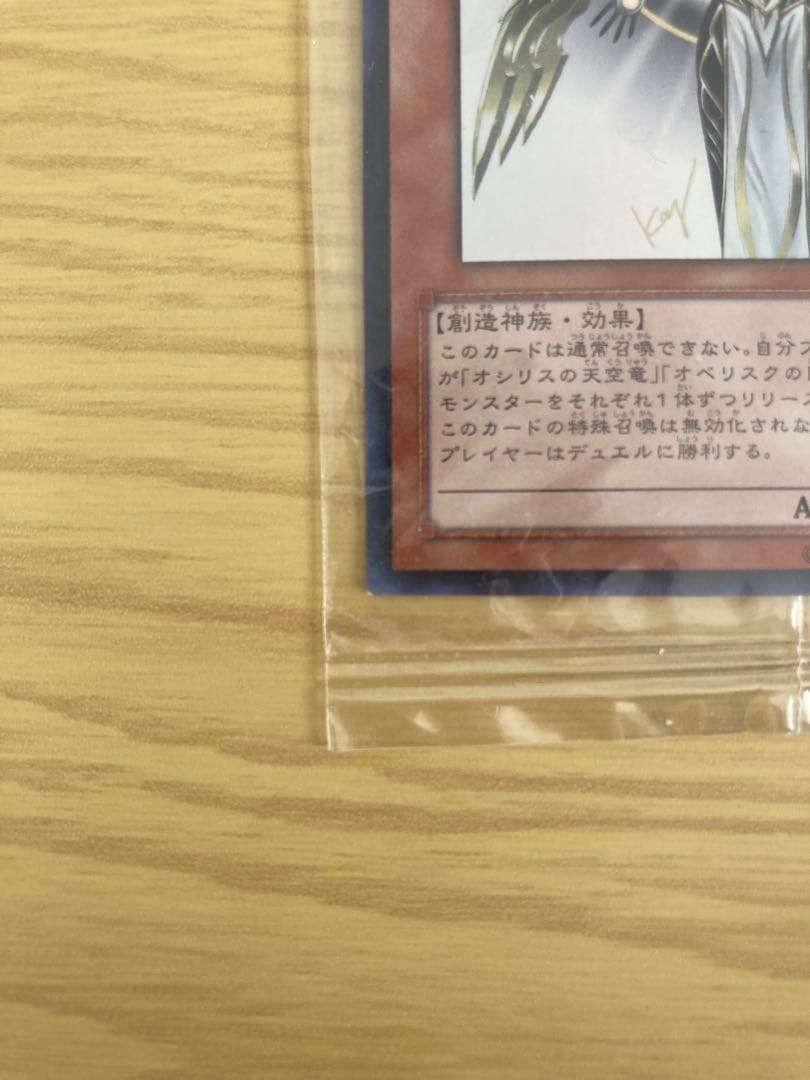 Kay
【創造神族・効果】
このカードは通常召喚できない。自分フ
が「オシリスの天空竜」「オベリスクの
モンスターをそれぞれ1体ずつリリース
このカードの特殊召喚は無効化されな
プレイヤーはデュエルに勝利する。
A